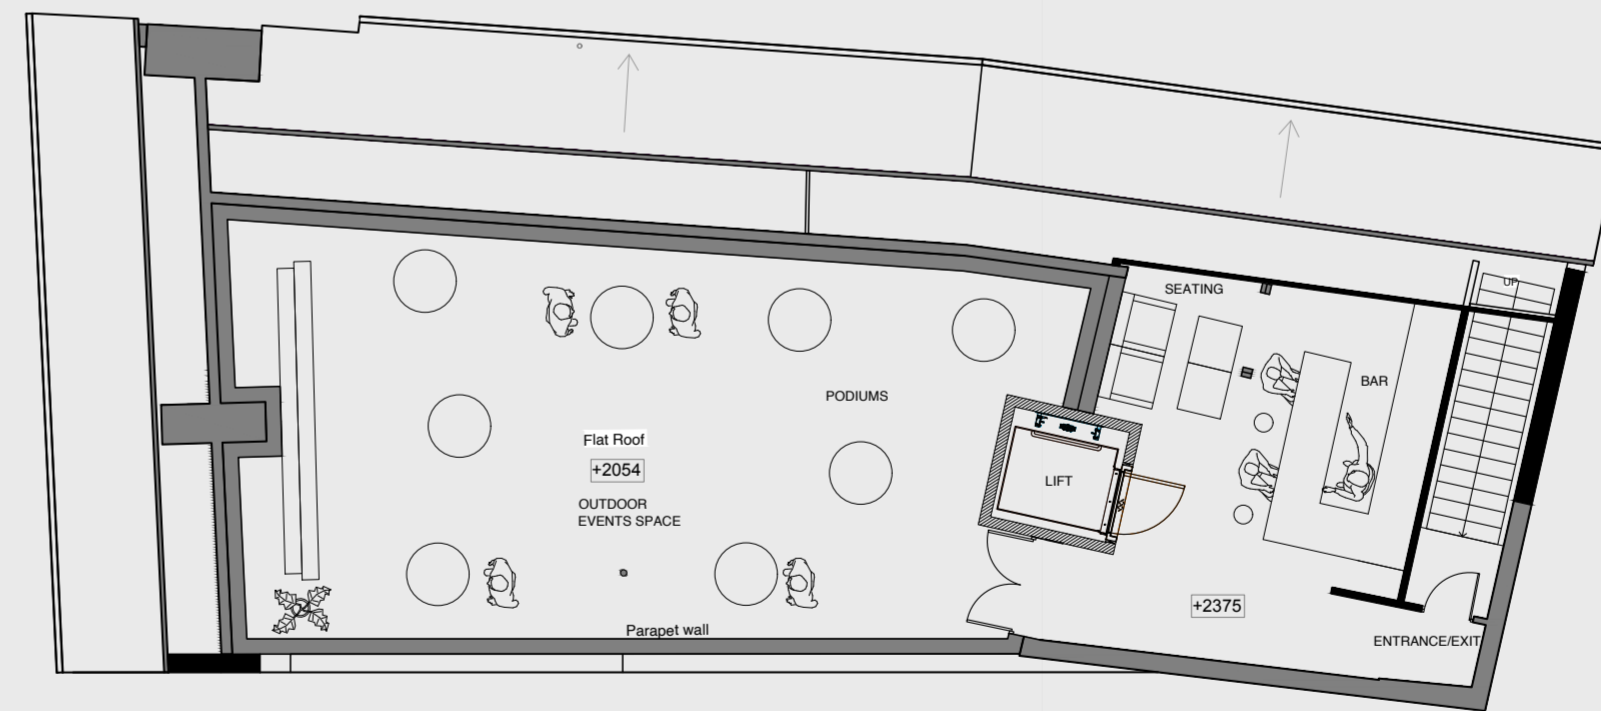 SEATING
UP
BAR
PODIUMS
Flat Roof
+2054
LIFT
OUTDOOR
EVENTS SPACE
+2375
Parapet wall
ENTRANCE/EXIT